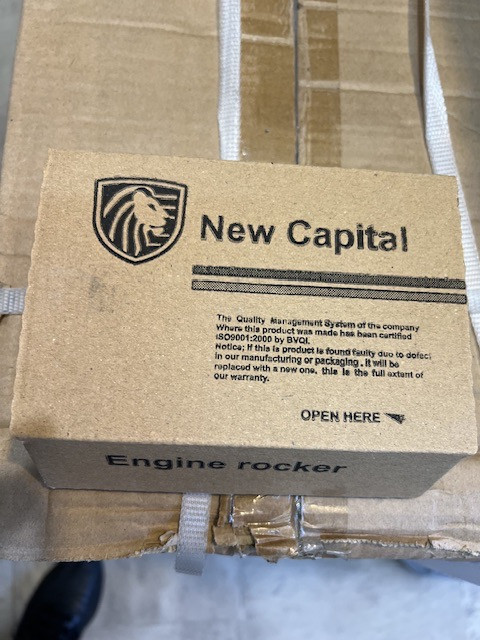 New Capital
The Quality Management System of the company
Where this product was made has been certified
ISO9001:2000 by BVQI.
Notice; If this is product is found faulty due to defect
in our manufacturing or packaging . It will be
replaced with a new one. this is the full extent of
our warranty.
OPEN HERE
Engine rocker